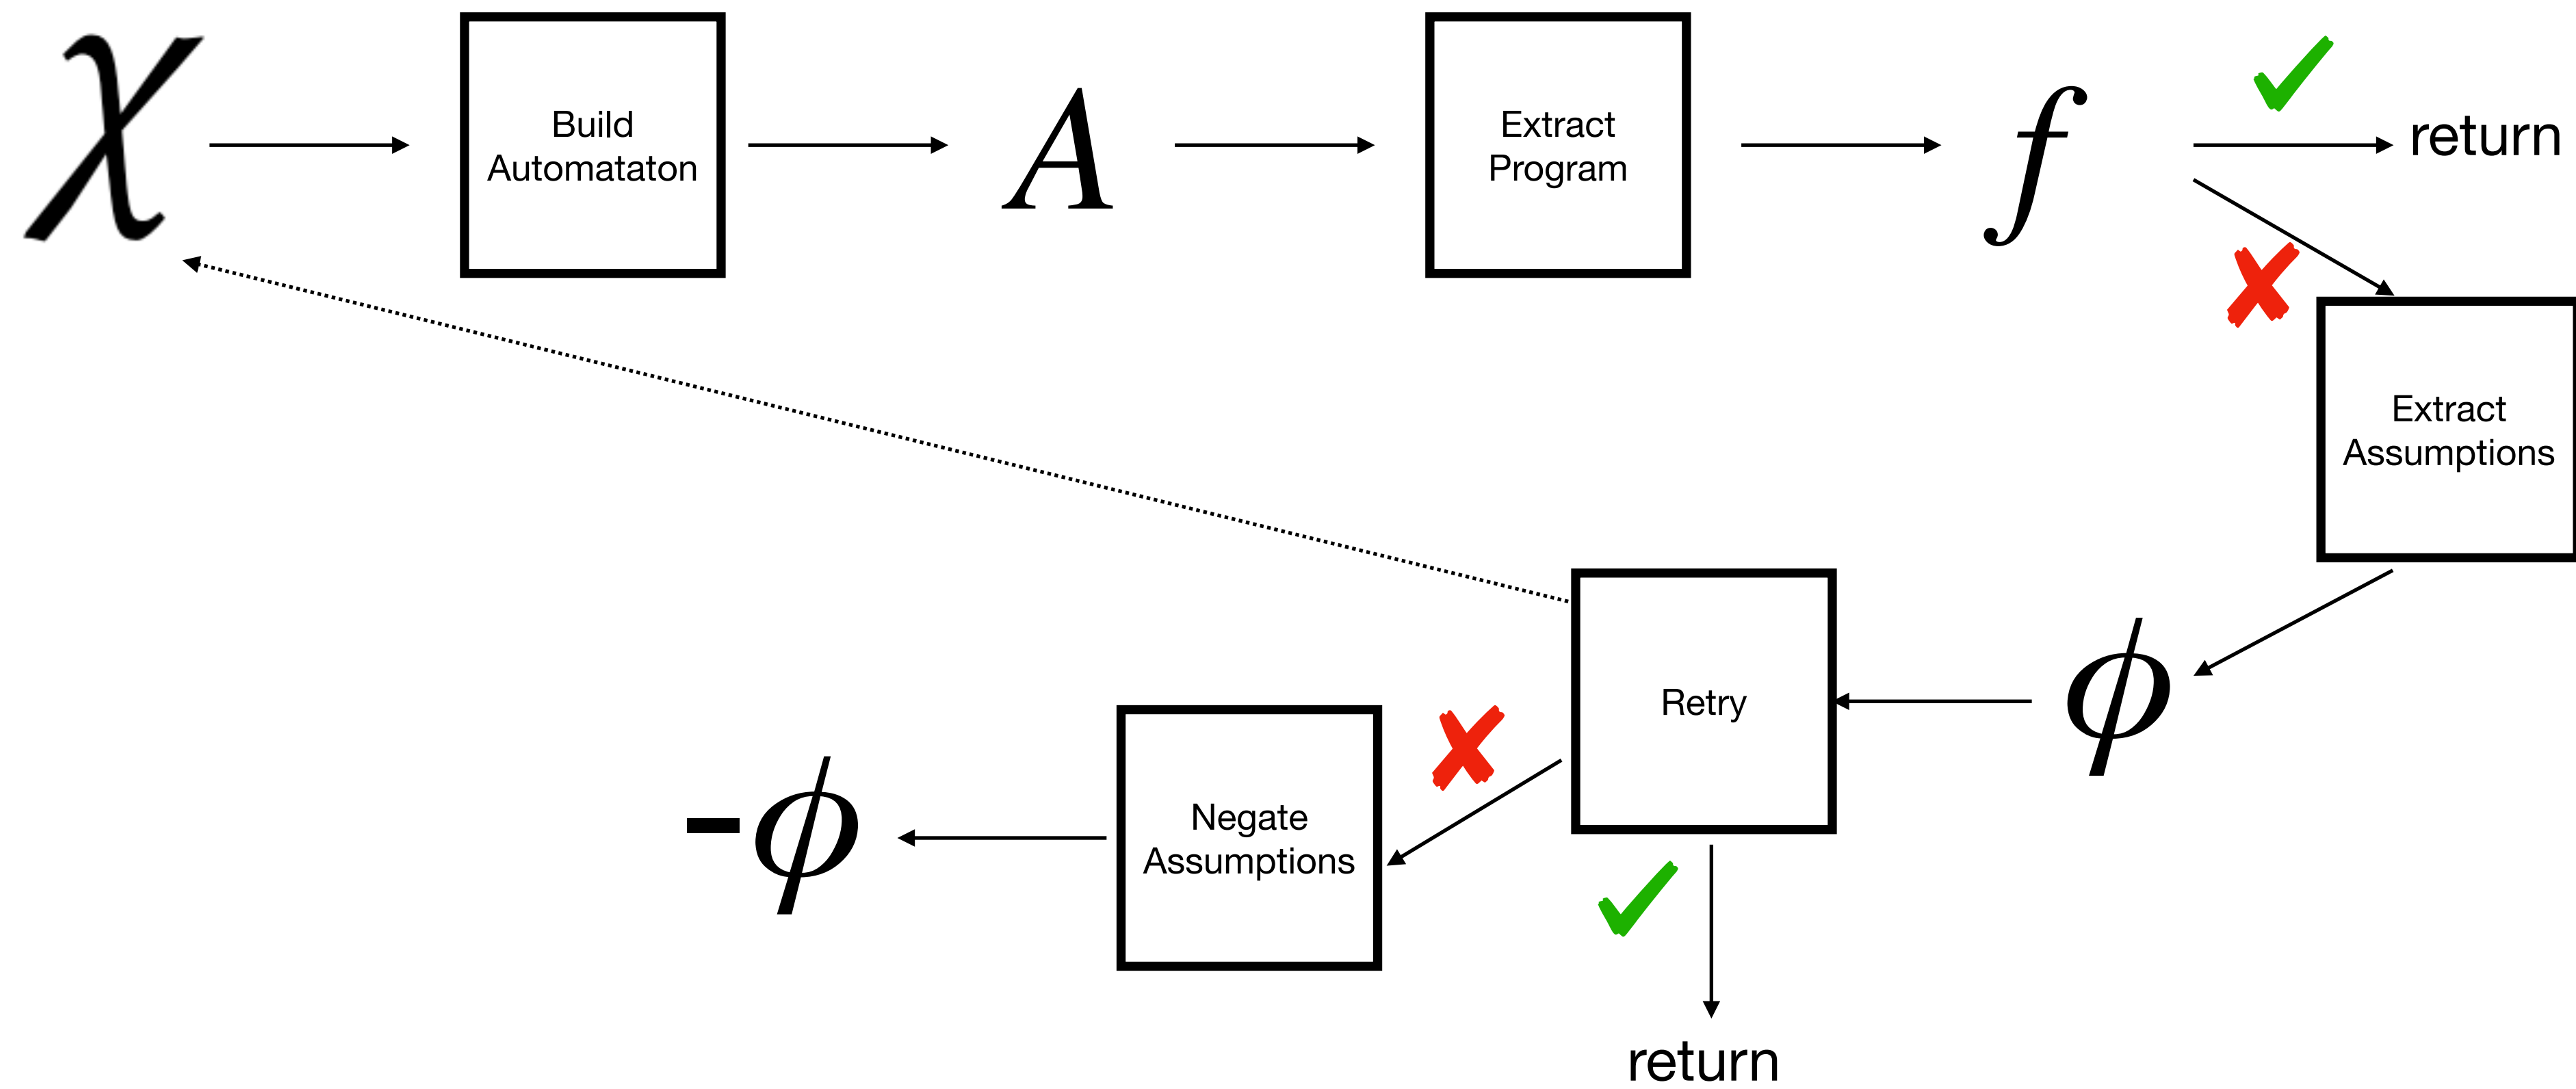 χ
Build
Automataton
A
Extract
Program
f
return
Extract
Assumptions
ϕ
Retry
Negate
Assumptions
-ϕ
return